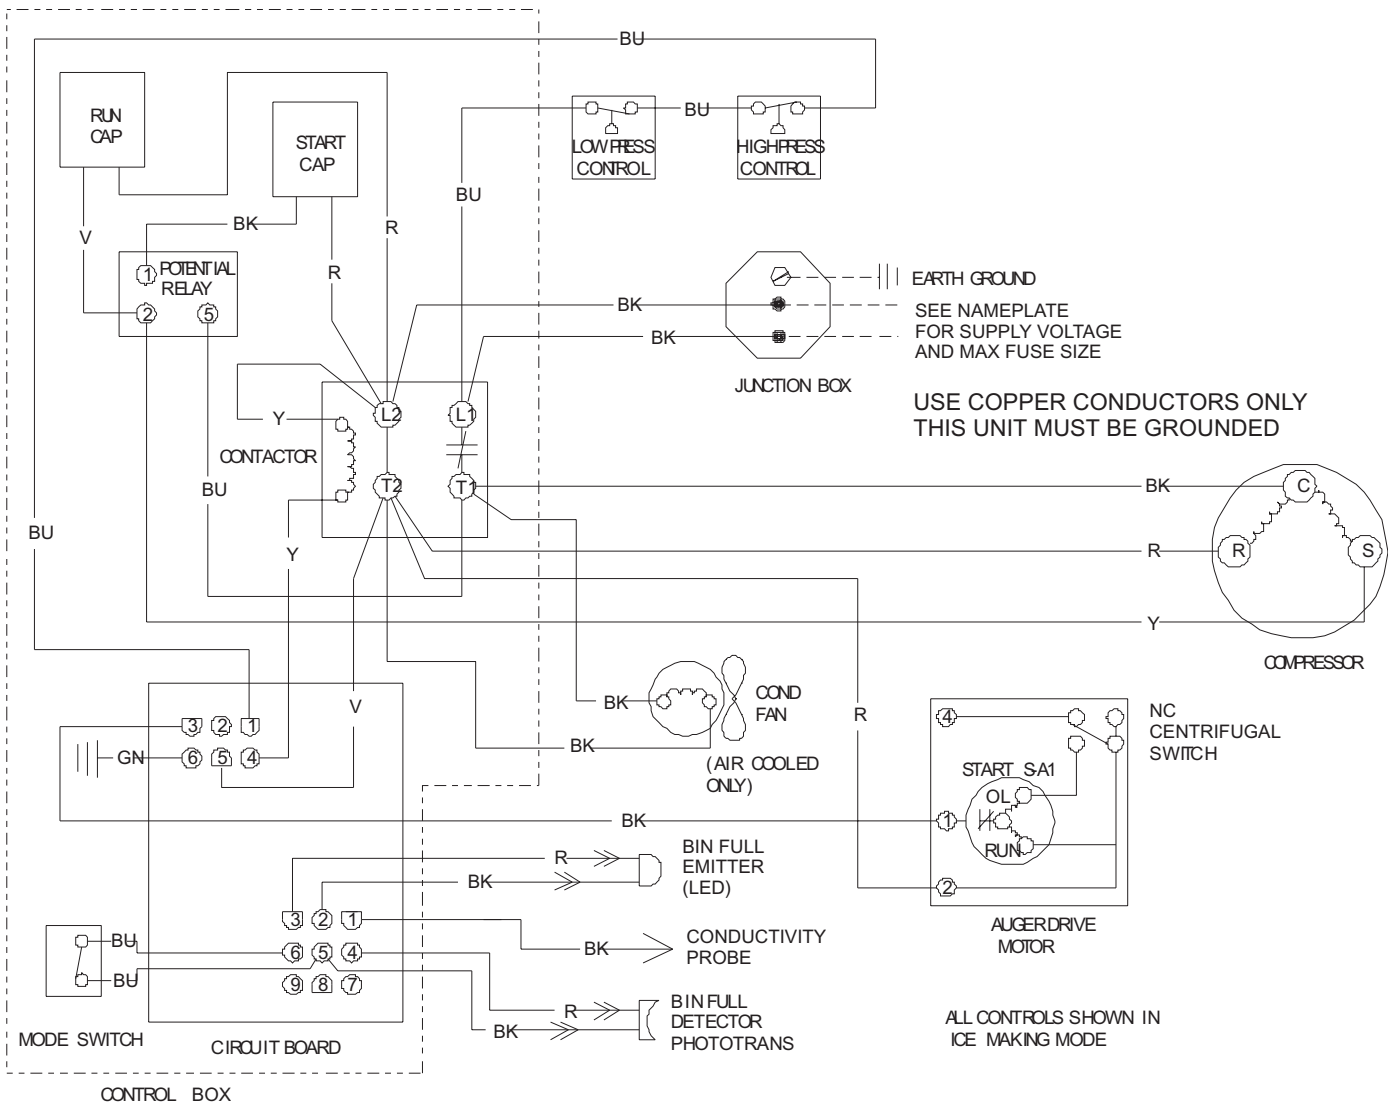 BU
RUN
CAP
START
CAP
BU
LOW PRESS
CONTROL
HIGH PRESS
CONTROL
BU
V
BK
R
R
1
POTENTIAL
RELAY
2
5
BK
BK
EARTH GROUND
SEE NAMEPLATE
FOR SUPPLY VOLTAGE
AND MAX FUSE SIZE
JUNCTION BOX
USE COPPER CONDUCTORS ONLY
THIS UNIT MUST BE GROUNDED
Y
L2
L1
CONTACTOR
T2
T1
BU
BU
Y
BK
C
R
R
S
Y
COMPRESSOR
V
BK
COND
FAN
BK
(AIR COOLED
ONLY)
R
3
2
1
GN
6
5
4
4
NC
CENTRIFUGAL
SWITCH
START S-A1
OL
1
RUN
2
AUGER DRIVE
MOTOR
BK
R
BK
BIN FULL
EMITTER
(LED)
3
2
1
BU
6
5
4
BU
9
8
7
BK
CONDUCTIVITY
PROBE
R
BK
BIN FULL
DETECTOR
PHOTOTRANS
MODE SWITCH
CIRCUIT BOARD
ALL CONTROLS SHOWN IN
ICE MAKING MODE
CONTROL BOX